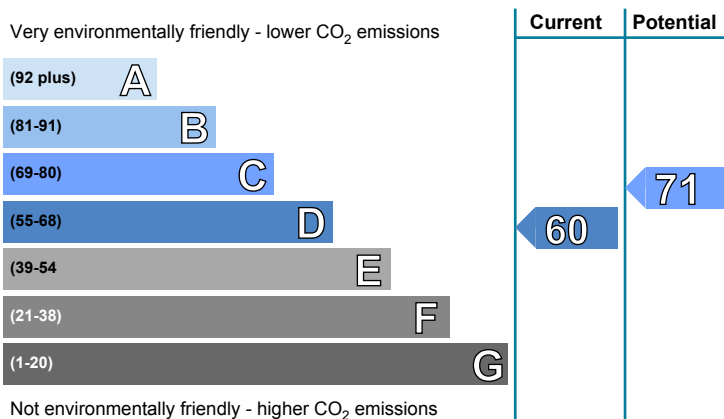 Current Potential
Very environmentally friendly - lower CO2 emissions
(92 plus) A
(81-91) B
(69-80) C
71
(55-68) D
60
(39-54 E
(21-38) F
(1-20) G
Not environmentally friendly - higher CO2 emissions